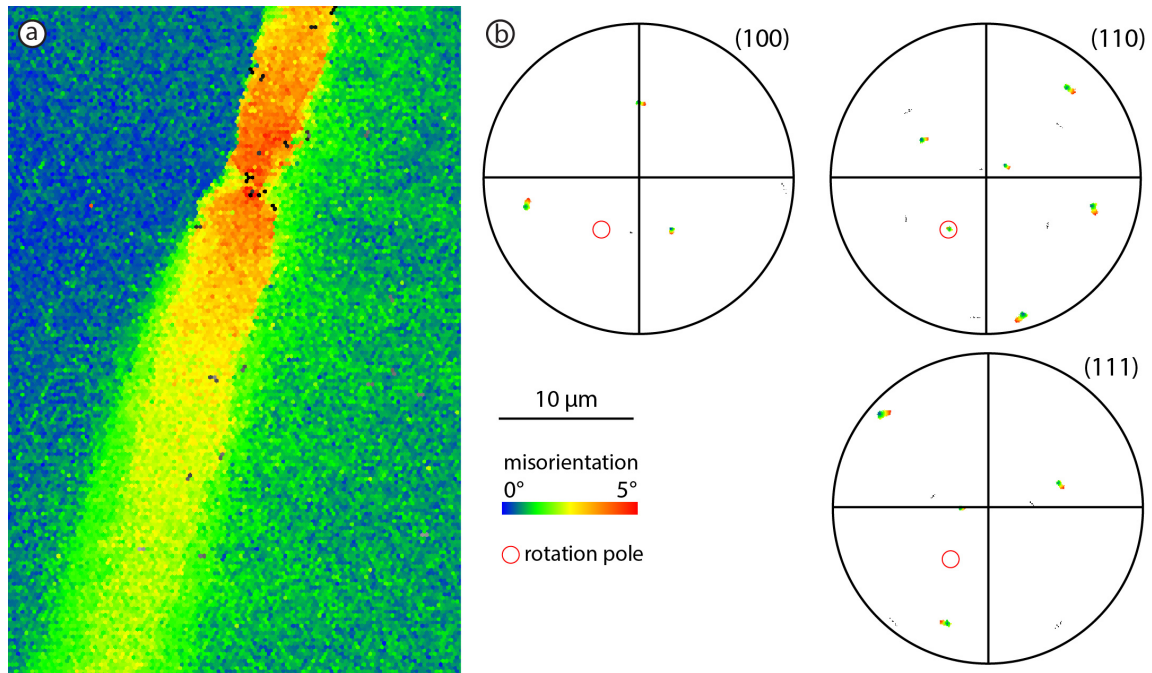 a
b
(100)
(110)
(111)
10 µm
misorientation
0° 5°
rotation pole